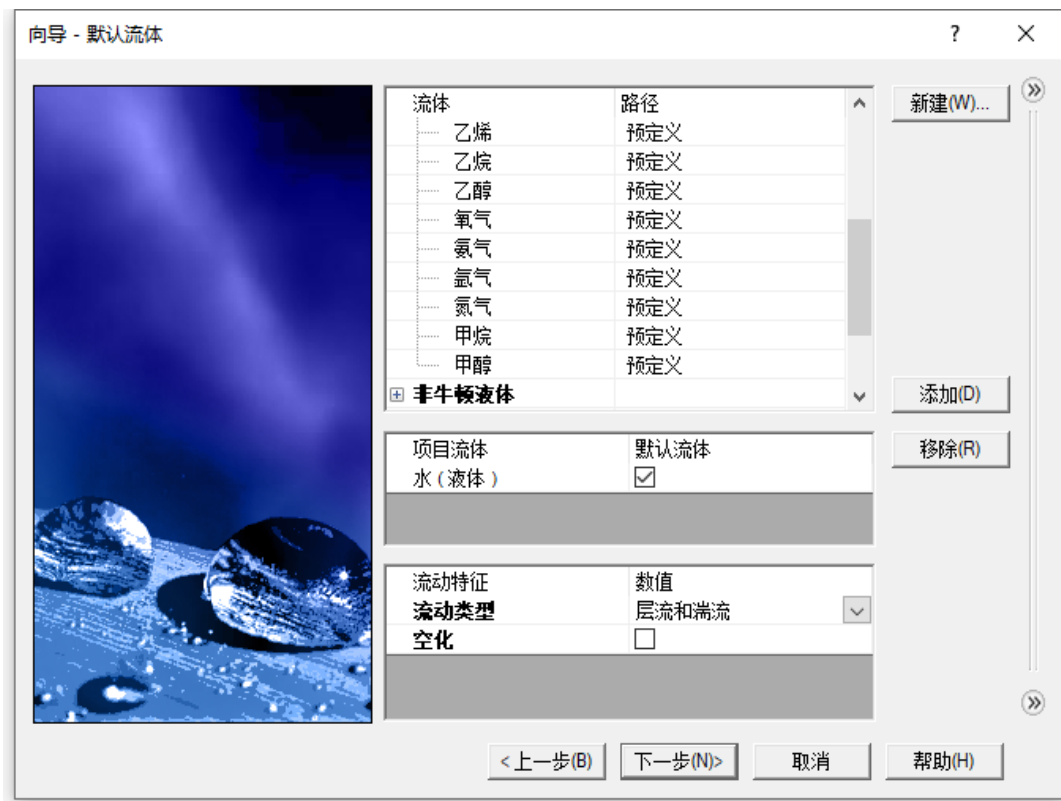 向导 - 默认流体 ?
流体 路径 新建(W)...
乙烯 预定义
乙烷 预定义
乙醇 预定义
氧气 预定义
氨气 预定义
氩气 预定义
氮气 预定义
甲烷 预定义
甲醇 预定义
非牛顿液体 添加(D)
项目流体 默认流体 移除(R)
水 ( 液体 )
流动特征 数值
流动类型 层流和湍流
空化
< 上一步(B) 下一步(N)> 取消 帮助(H)